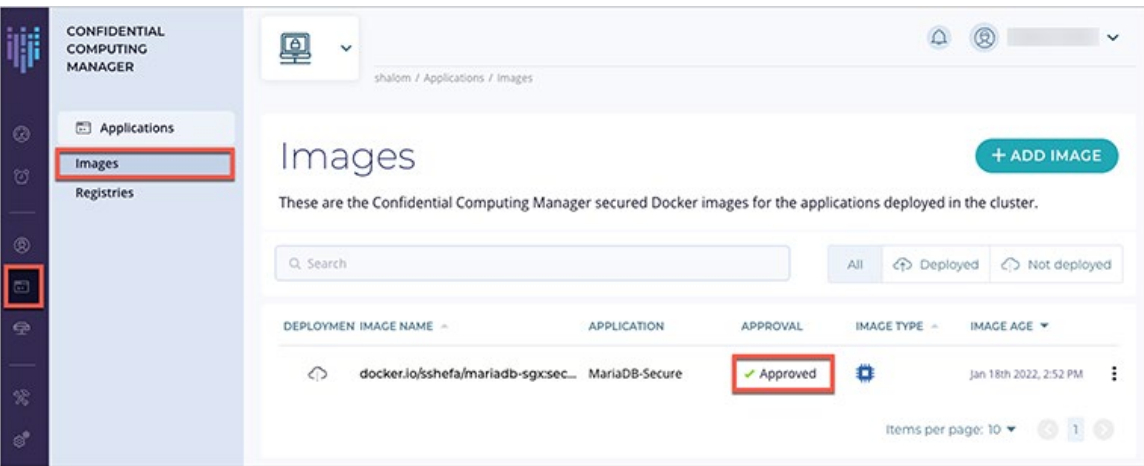 CONFIDENTIAL
COMPUTING
MANAGER
Applications
Images
Registries
shalom / Applications / Images
Images
+ ADD IMAGE
These are the Confidential Computing Manager secured Docker images for the applications deployed in the cluster.
Search
All Deployed Not deployed
DEPLOYMEN IMAGE NAME APPLICATION APPROVAL IMAGE TYPE IMAGE AGE
docker.io/sshefa/mariadb-sgx:sec... MariaDB-Secure Approved Jan 18th 2022, 2:52 PM
Items per page: 10 1